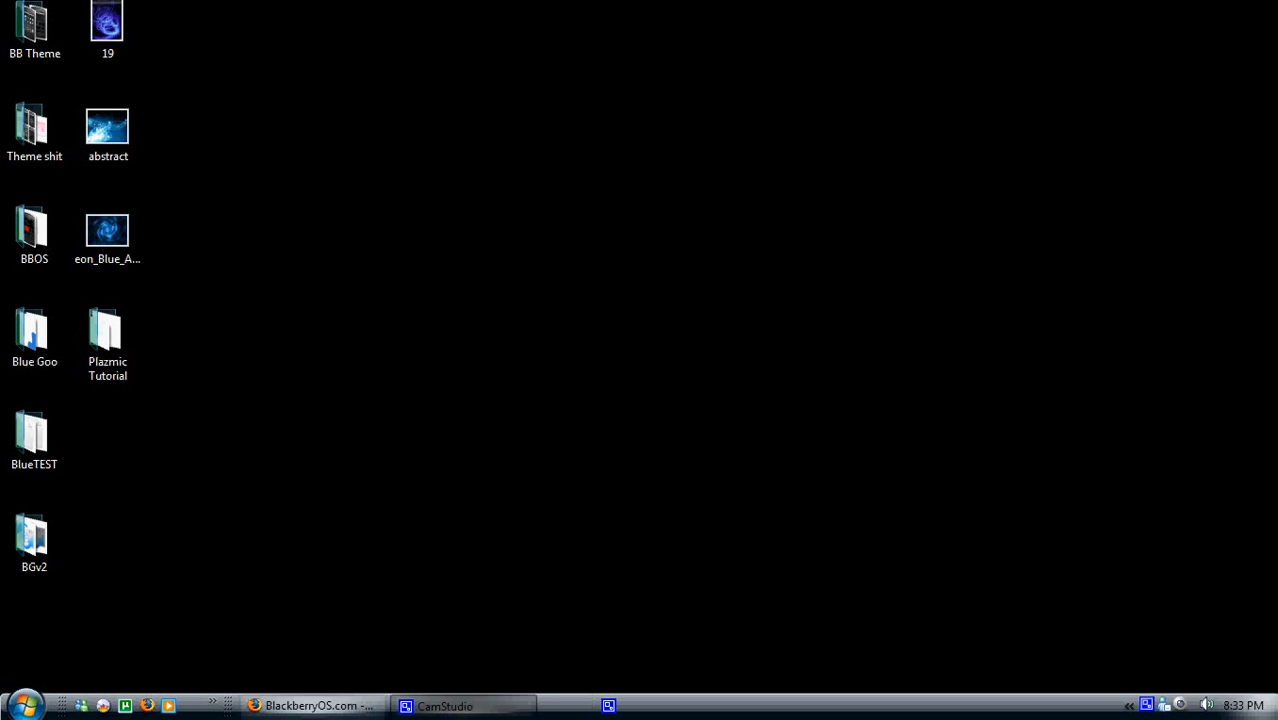 BB Theme
19
Theme shit
abstract
BBOS
eon_Blue_A...
Blue Goo
Plazmic
Tutorial
BlueTEST
BGv2
BlackberryOS.com -...
CamStudio
8:33 PM